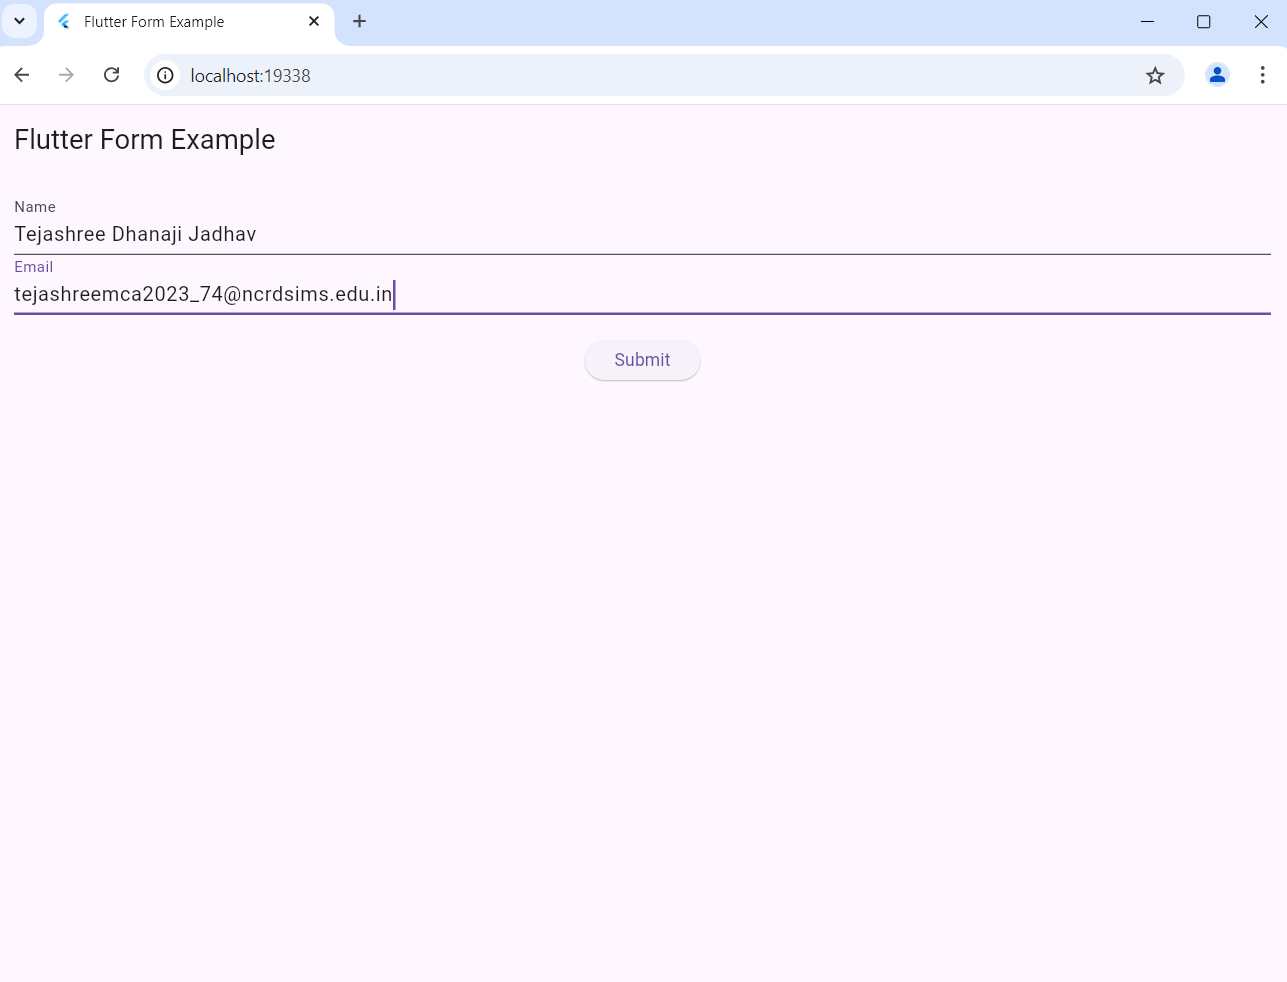 Flutter Form Example
localhost:19338
Flutter Form Example
Name
Tejashree Dhanaji Jadhav
Email
tejashreemca2023_74@ncrdsims.edu.in
Submit